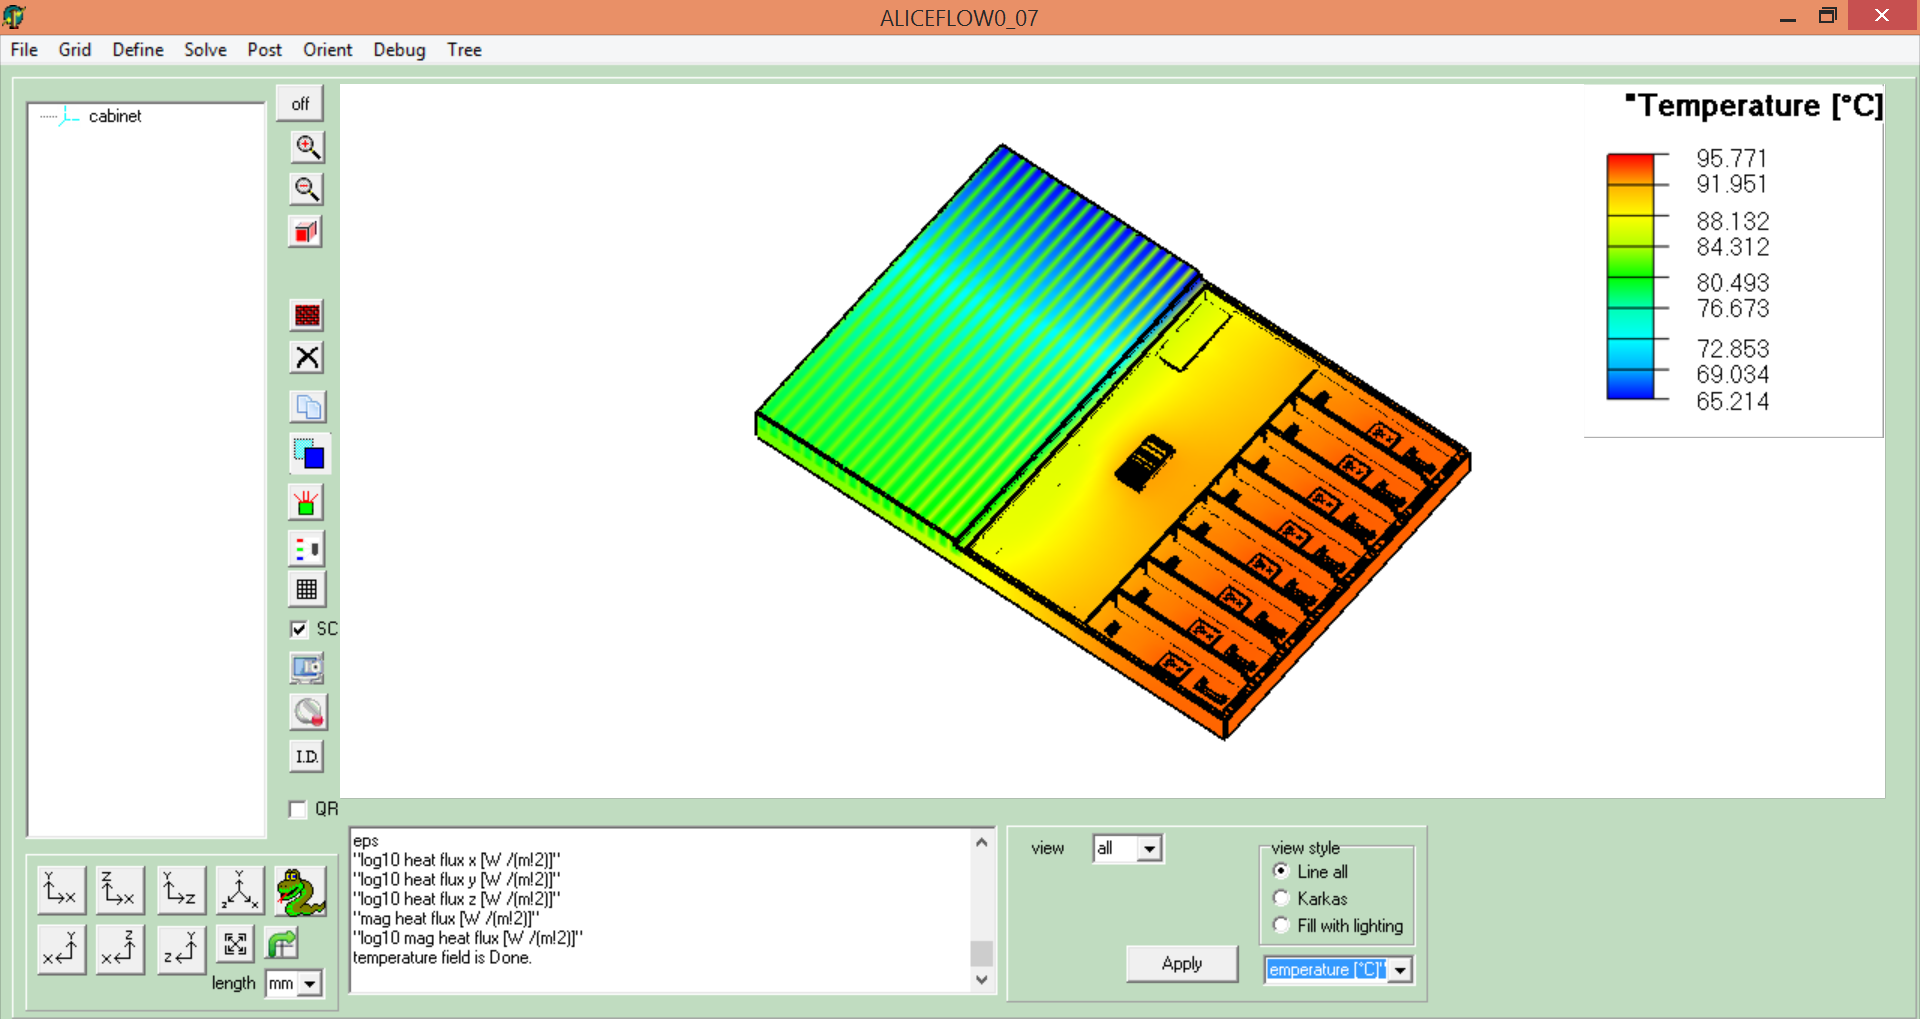 ALICEFLOW0_07
File Grid Define Solve Post Orient Debug Tree
cabinet
off
SC
I.D.
QR
"Temperature [°C]
95.771
91.951
88.132
84.312
80.493
76.673
72.853
69.034
65.214
eps
"log10 heat flux x [W /(m!2)]"
"log10 heat flux y [W /(m!2)]"
"log10 heat flux z [W /(m!2)]"
"mag heat flux [W /(m!2)]"
"log10 mag heat flux [W /(m!2)]"
temperature field is Done.
Y X
Z X
Y Z
Y Z X
X Y
X Z
Z Y
length mm
view all
view style
Line all
Karkas
Fill with lighting
Apply
emperature [°C]"